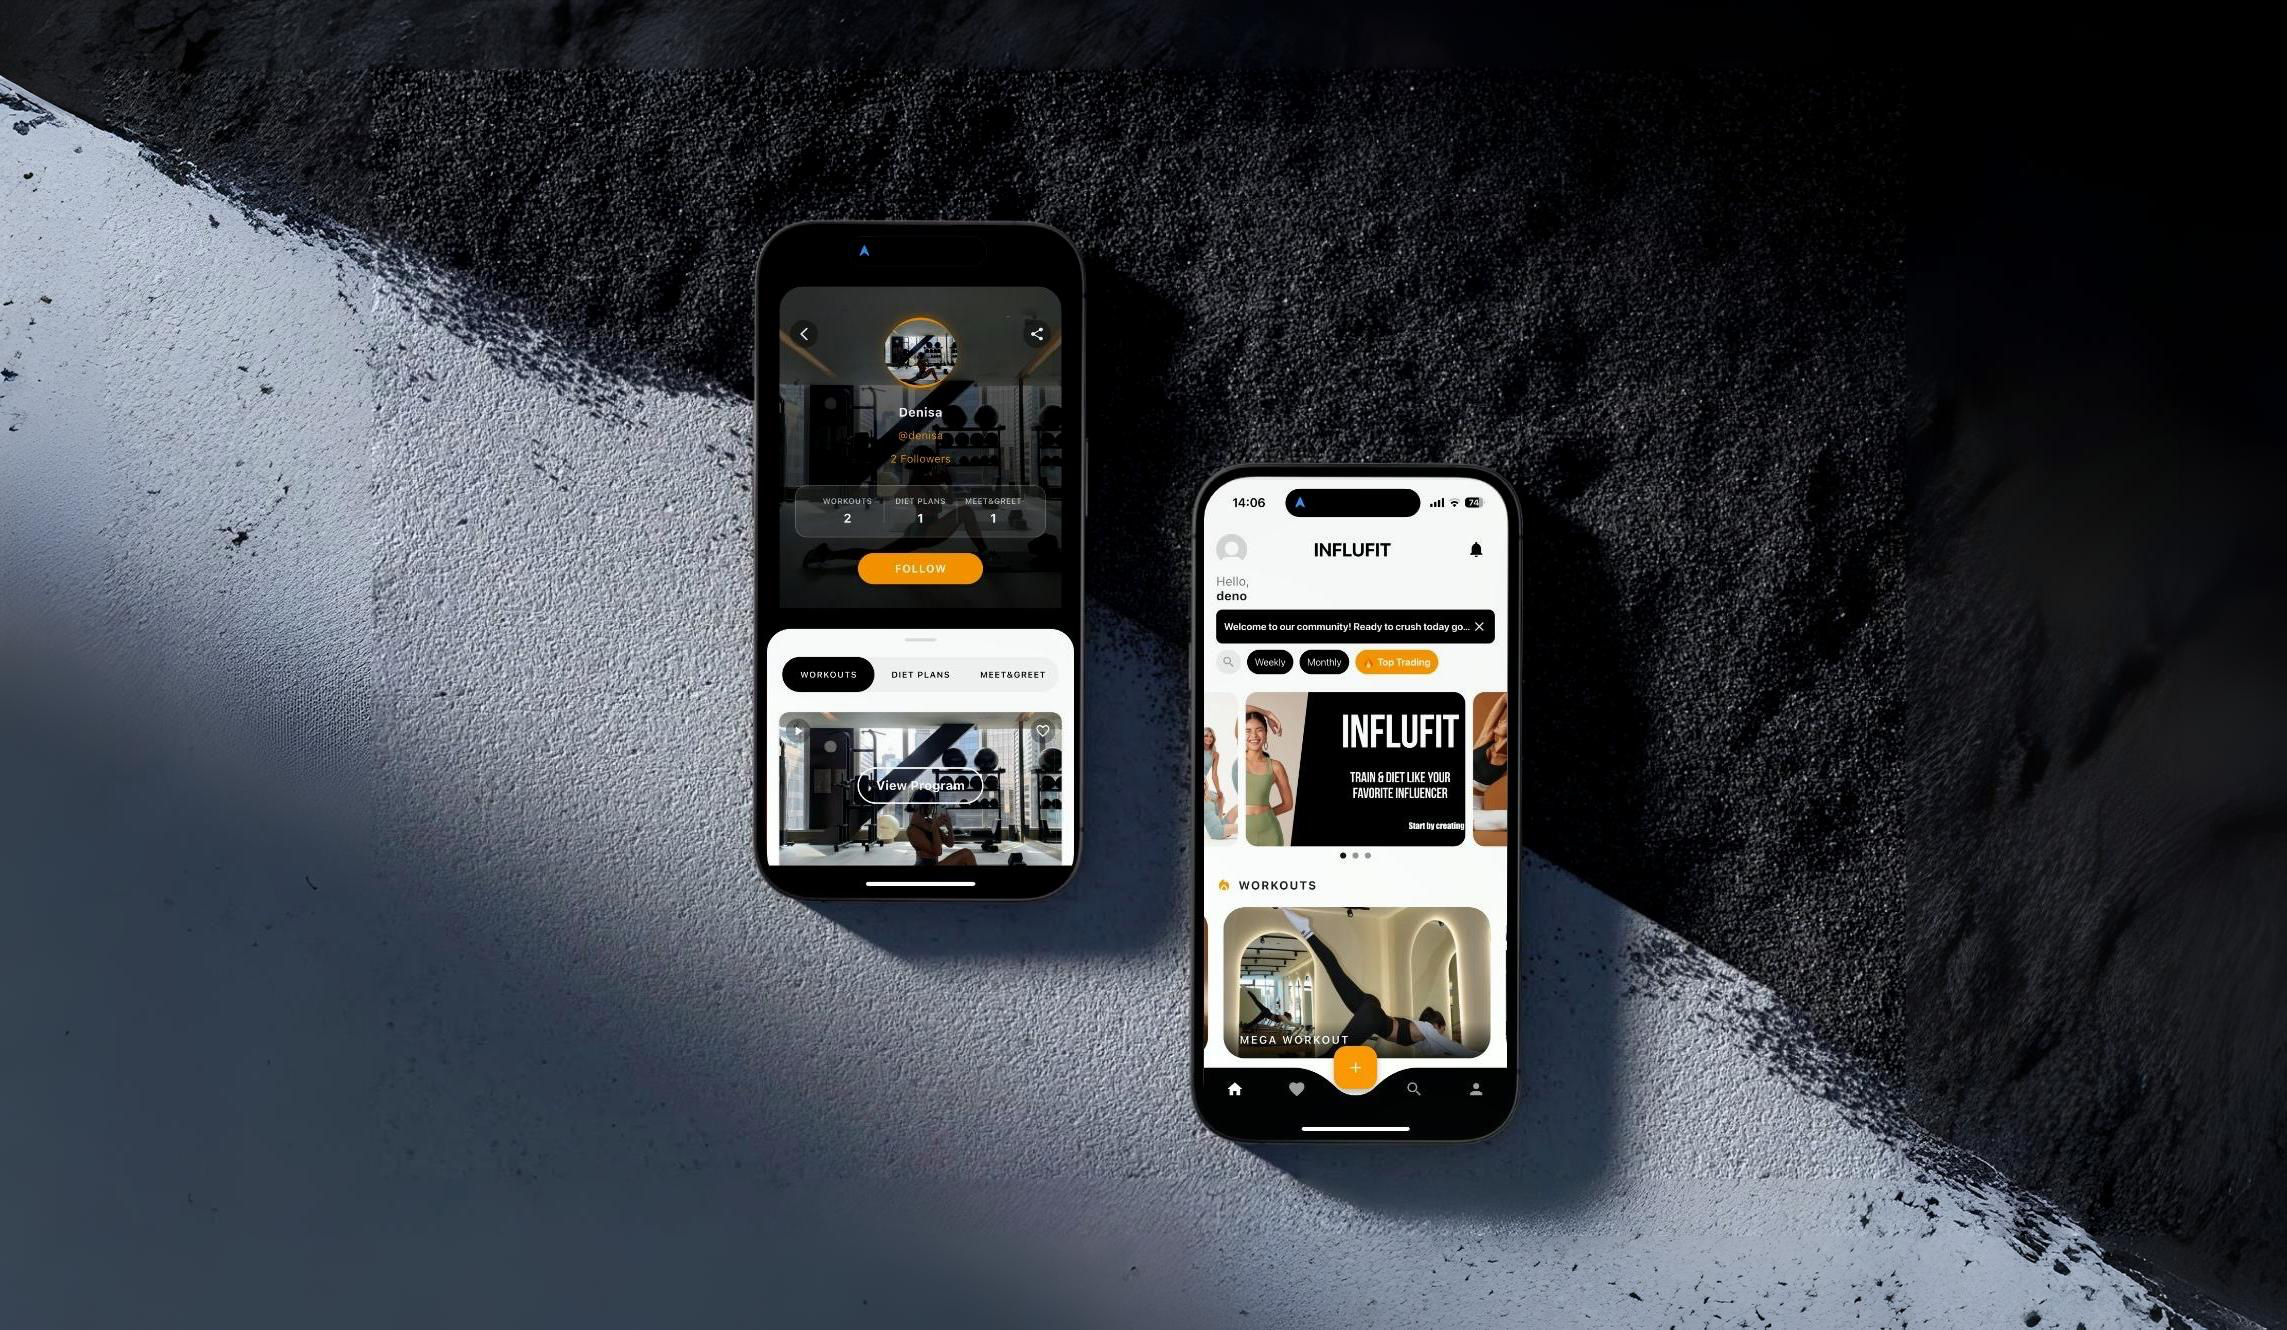 Denisa
@denisa
2 Followers
WORKOUTS DIET PLANS MEET&GREET
2 1 1
FOLLOW
WORKOUTS DIET PLANS MEET&GREET
View Program
14:06 74
INFLUFIT
Hello,
deno
Welcome to our community! Ready to crush today go...
Weekly Monthly 🔥 Top Trading
INFLUFIT
TRAIN & DIET LIKE YOUR
FAVORITE INFLUENCER
Start by creating
WORKOUTS
MEGA WORKOUT